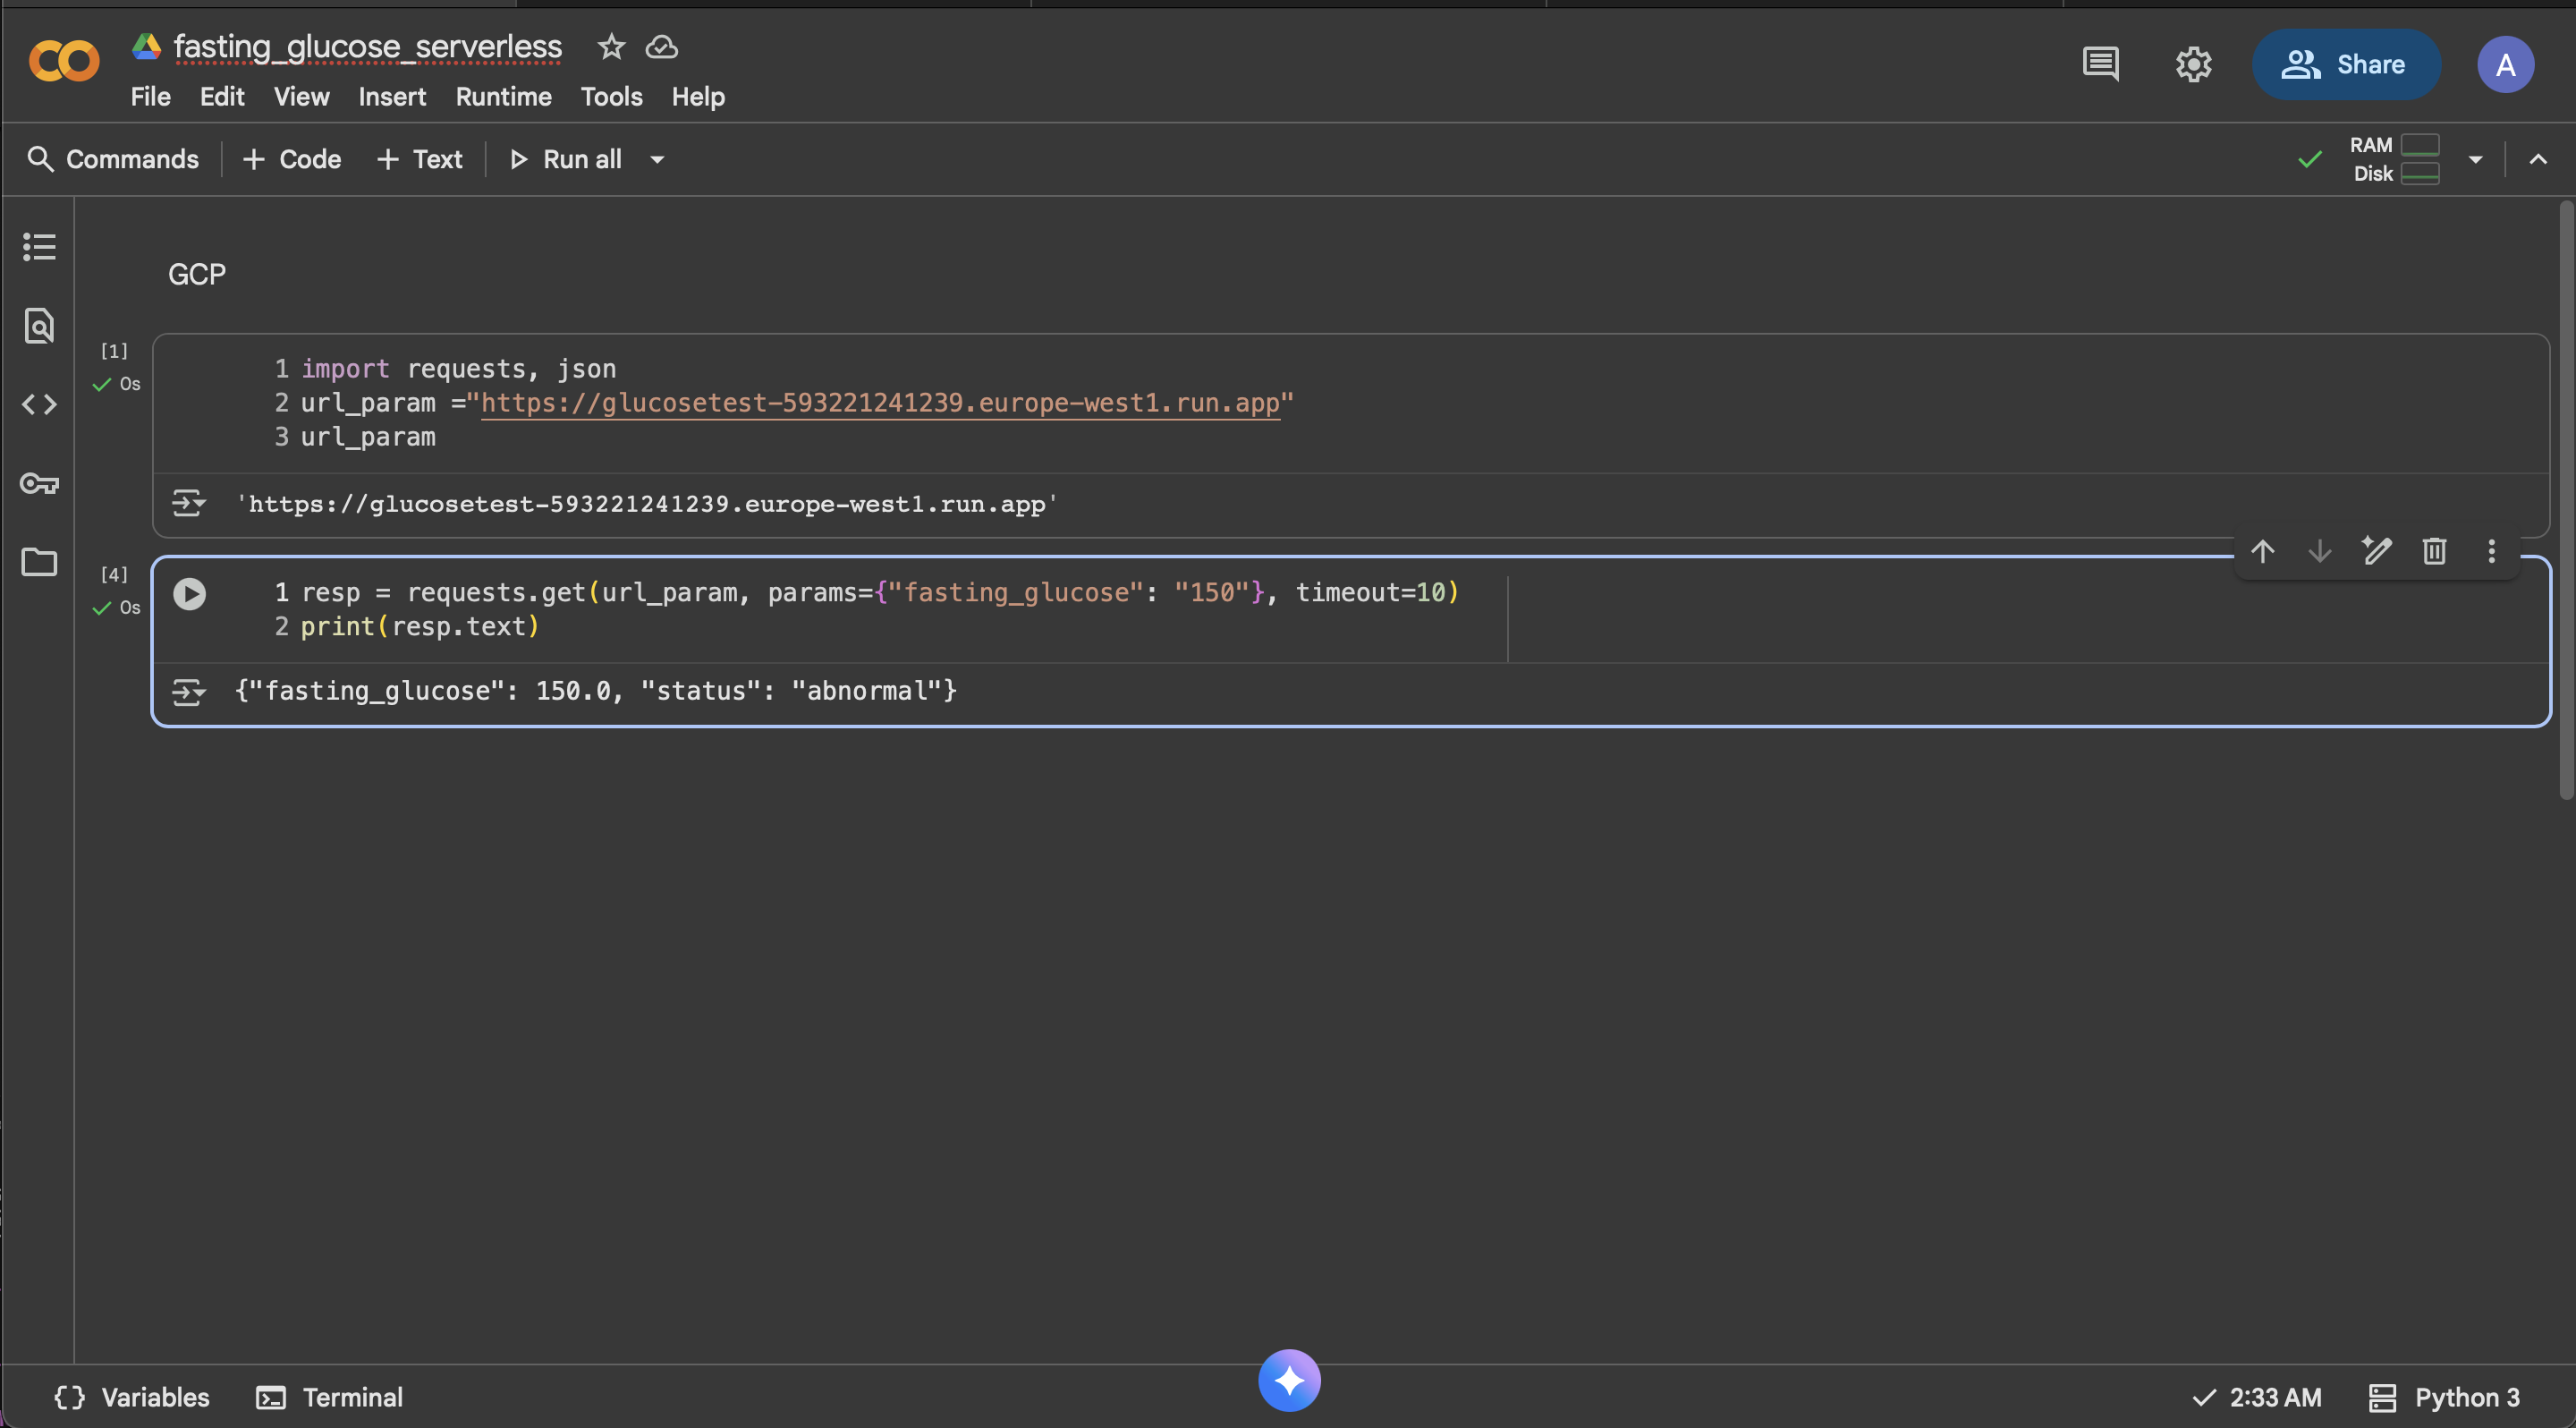 fasting_glucose_serverless
File Edit View Insert Runtime Tools Help
Share
A
Commands + Code + Text Run all
RAM
Disk
GCP
[1]
0s
1 import requests, json
2 url_param ="https://glucosetest-593221241239.europe-west1.run.app"
3 url_param
'https://glucosetest-593221241239.europe-west1.run.app'
[4]
0s
1 resp = requests.get(url_param, params={"fasting_glucose": "150"}, timeout=10)
2 print(resp.text)
{"fasting_glucose": 150.0, "status": "abnormal"}
{ } Variables Terminal
2:33 AM Python 3